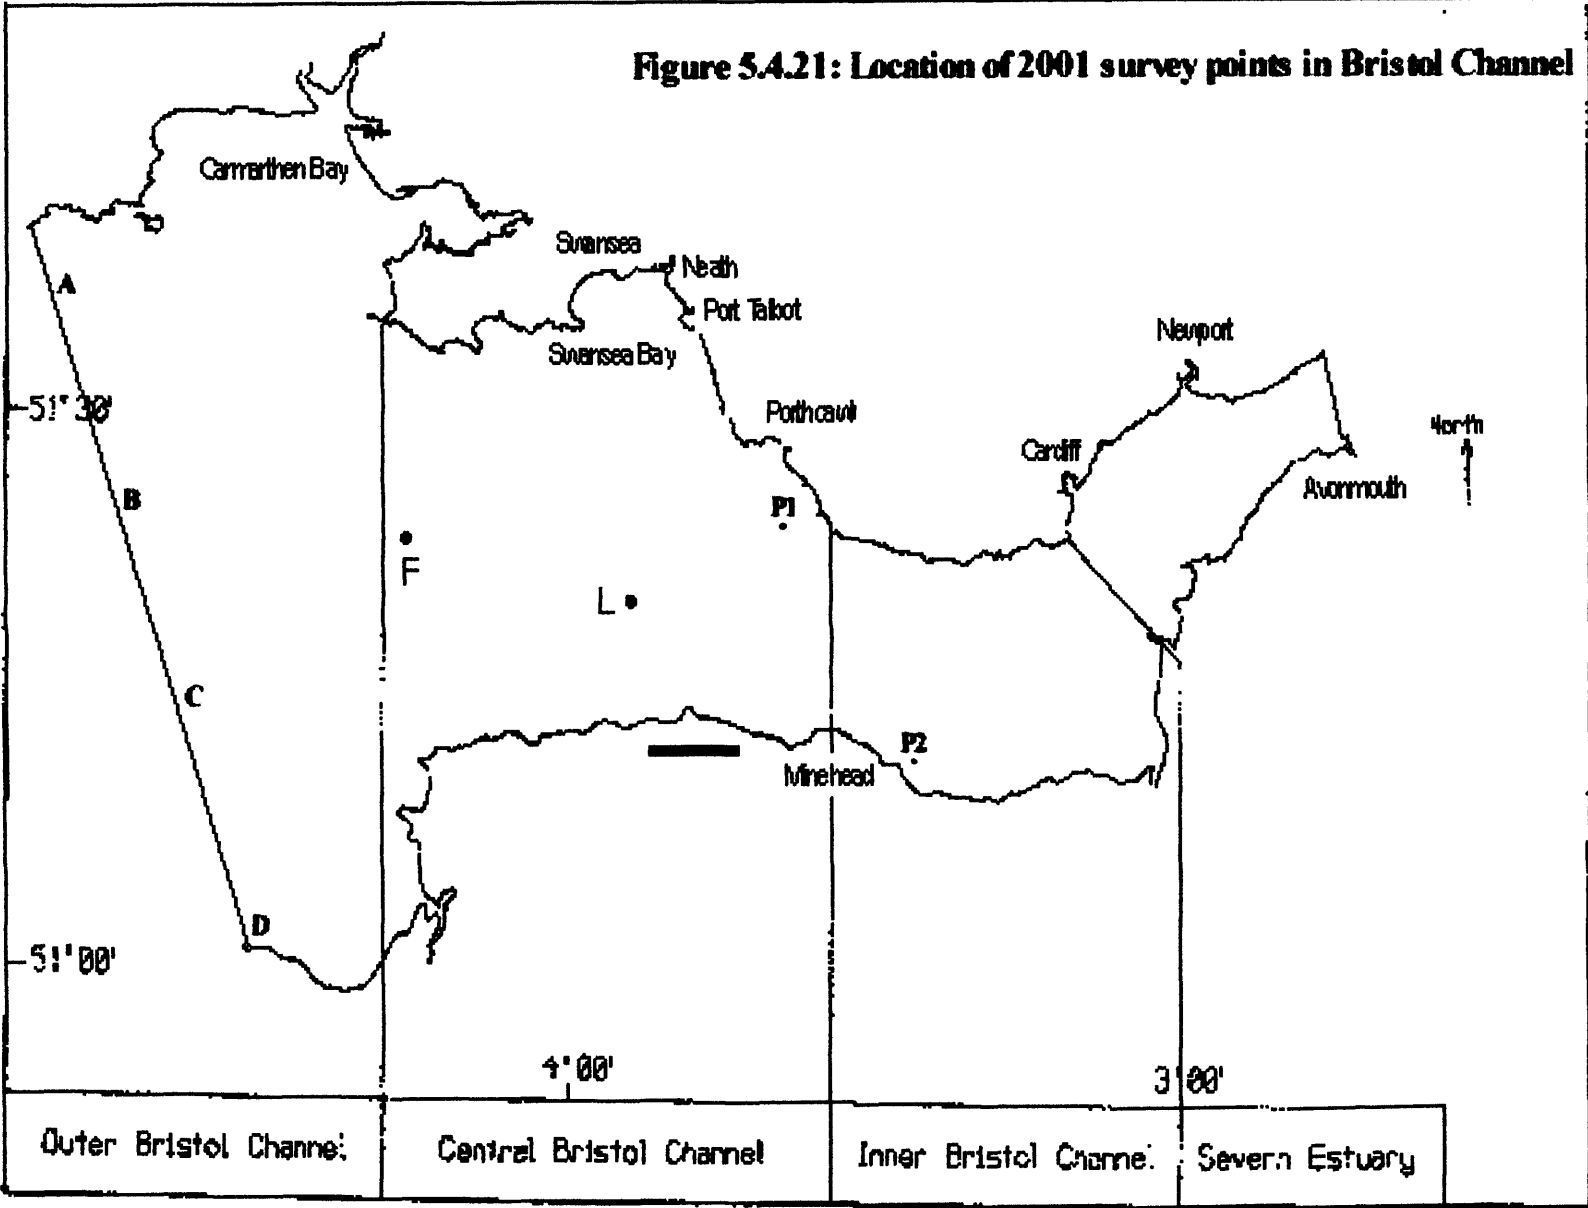 Figure 5.4.21: Location of 2001 survey points in Bristol Channel
Carmarthen Bay
Swansea
Neath
A
Port Talbot
Newport
Swansea Bay
51°30'
Porthcawl
North
Cardiff
B
Avonmouth
P1
F
L
C
P2
Minehead
D
51°00'
4°00'
3°00'
Outer Bristol Channel
Central Bristol Channel
Inner Bristol Channel
Severn Estuary